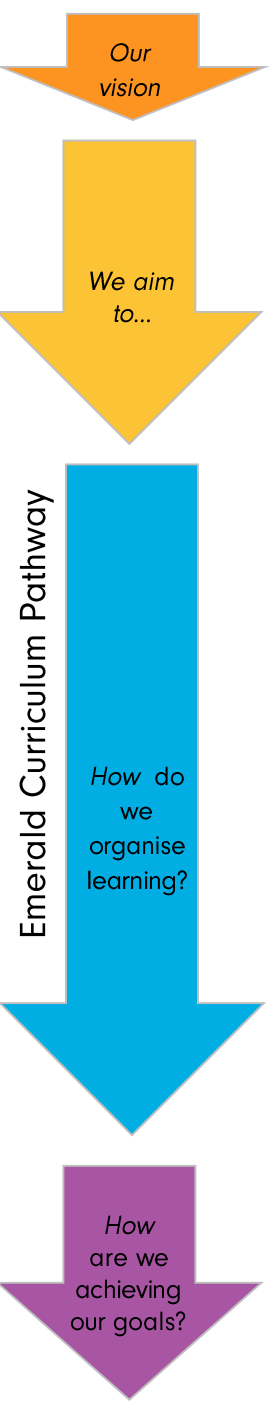 Our
vision
We aim
to...
Emerald Curriculum Pathway
How do
we
organise
learning?
How
are we
achieving
our goals?